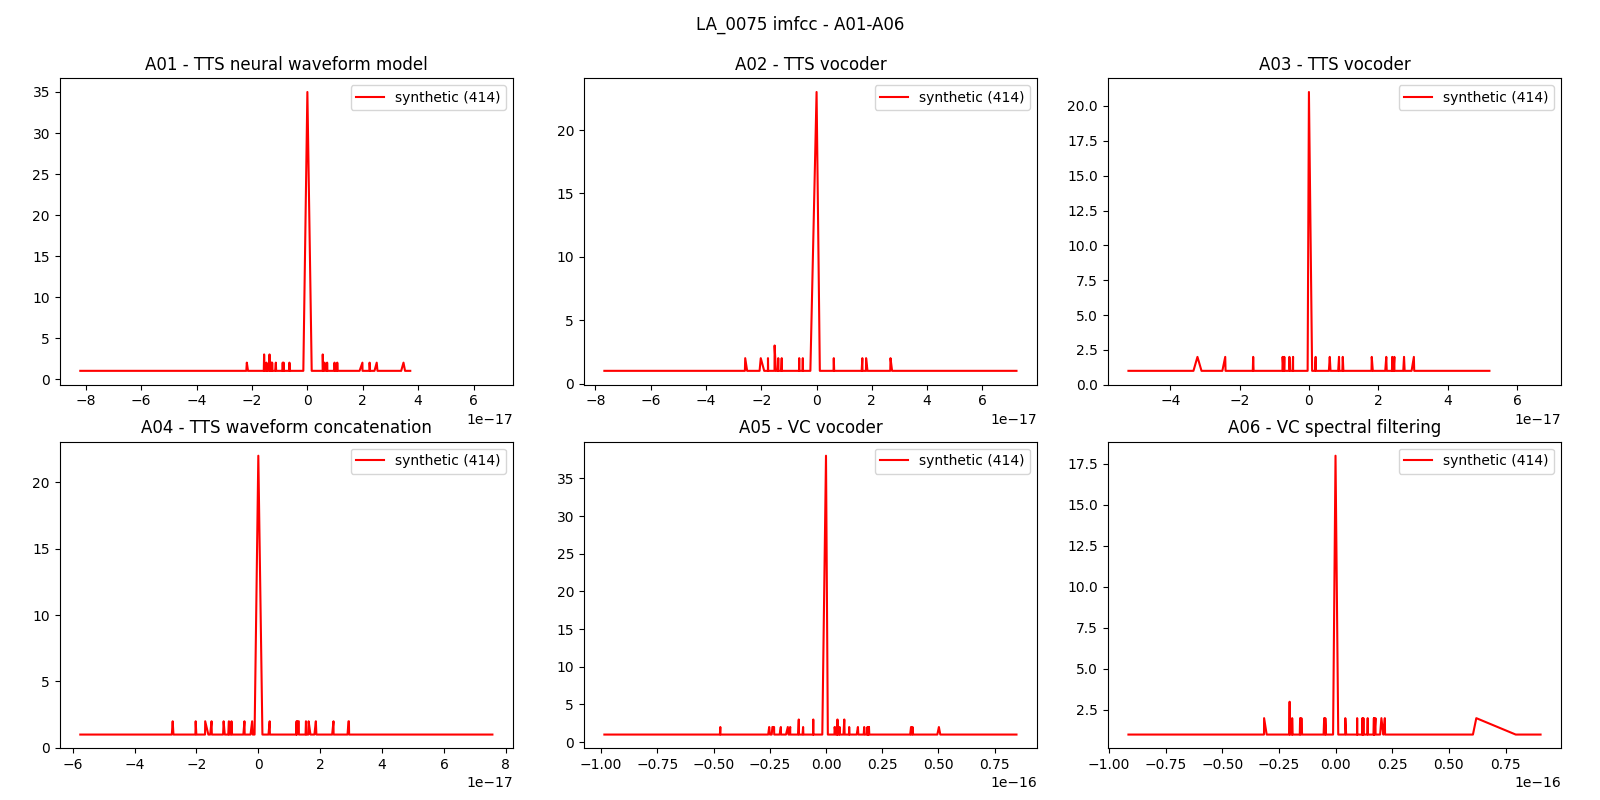 LA_0075 imfcc - A01-A06
A01 - TTS neural waveform model
A02 - TTS vocoder
A03 - TTS vocoder
synthetic (414)
synthetic (414)
synthetic (414)
35
30
25
20
15
10
5
0
−8 −6 −4 −2 0 2 4 6
1e−17
20
15
10
5
0
−8 −6 −4 −2 0 2 4 6
1e−17
20.0
17.5
15.0
12.5
10.0
7.5
5.0
2.5
0.0
−4 −2 0 2 4 6
1e−17
A04 - TTS waveform concatenation
A05 - VC vocoder
A06 - VC spectral filtering
synthetic (414)
synthetic (414)
synthetic (414)
20
15
10
5
0
−6 −4 −2 0 2 4 6 8
1e−17
35
30
25
20
15
10
5
0
−1.00 −0.75 −0.50 −0.25 0.00 0.25 0.50 0.75
1e−16
17.5
15.0
12.5
10.0
7.5
5.0
2.5
−1.00 −0.75 −0.50 −0.25 0.00 0.25 0.50 0.75
1e−16